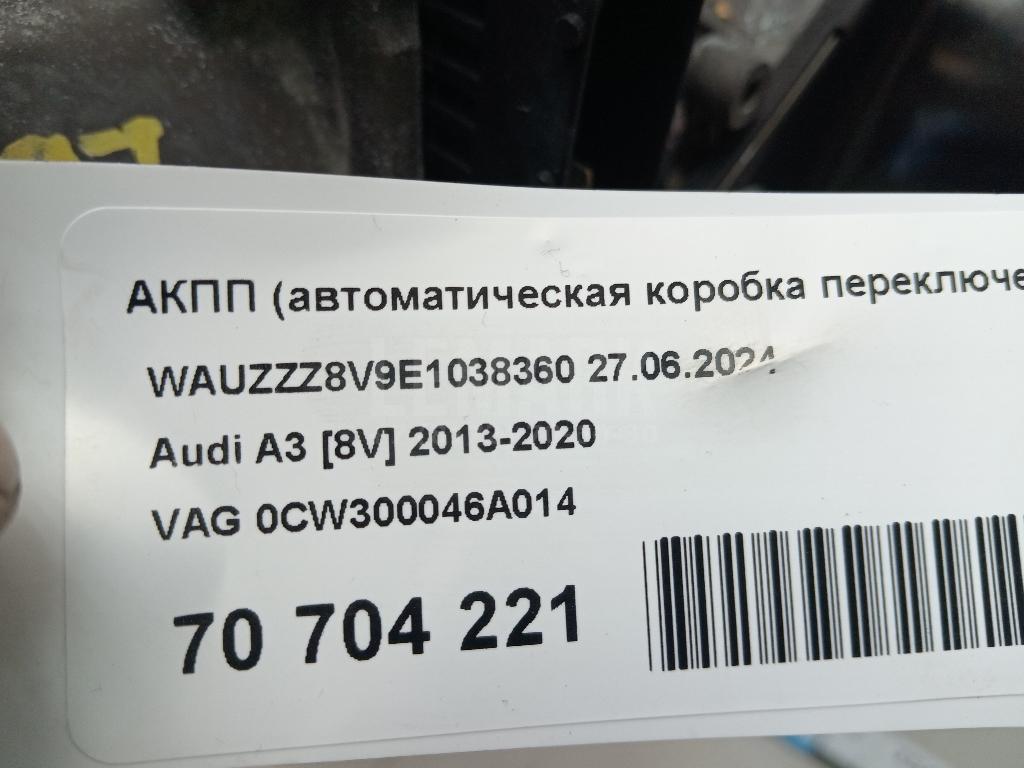 АКПП (автоматическая коробка переключе
WAUZZZ8V9E1038360 27.06.2024
Audi A3 [8V] 2013-2020
VAG 0CW300046A014
70 704 221